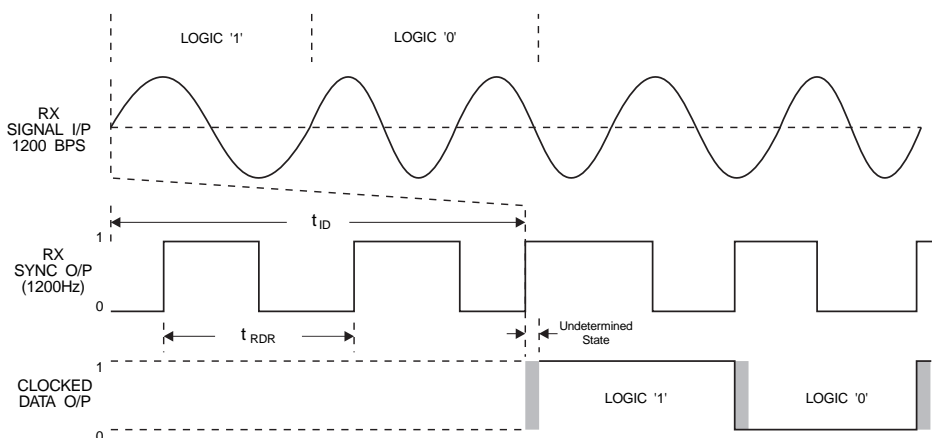 LOGIC '1'
LOGIC '0'
RX
SIGNAL I/P
1200 BPS
t ID
1
RX
SYNC O/P
(1200Hz)
0
t RDR
Undetermined
State
1
CLOCKED
DATA O/P
LOGIC '1'
LOGIC '0'
0